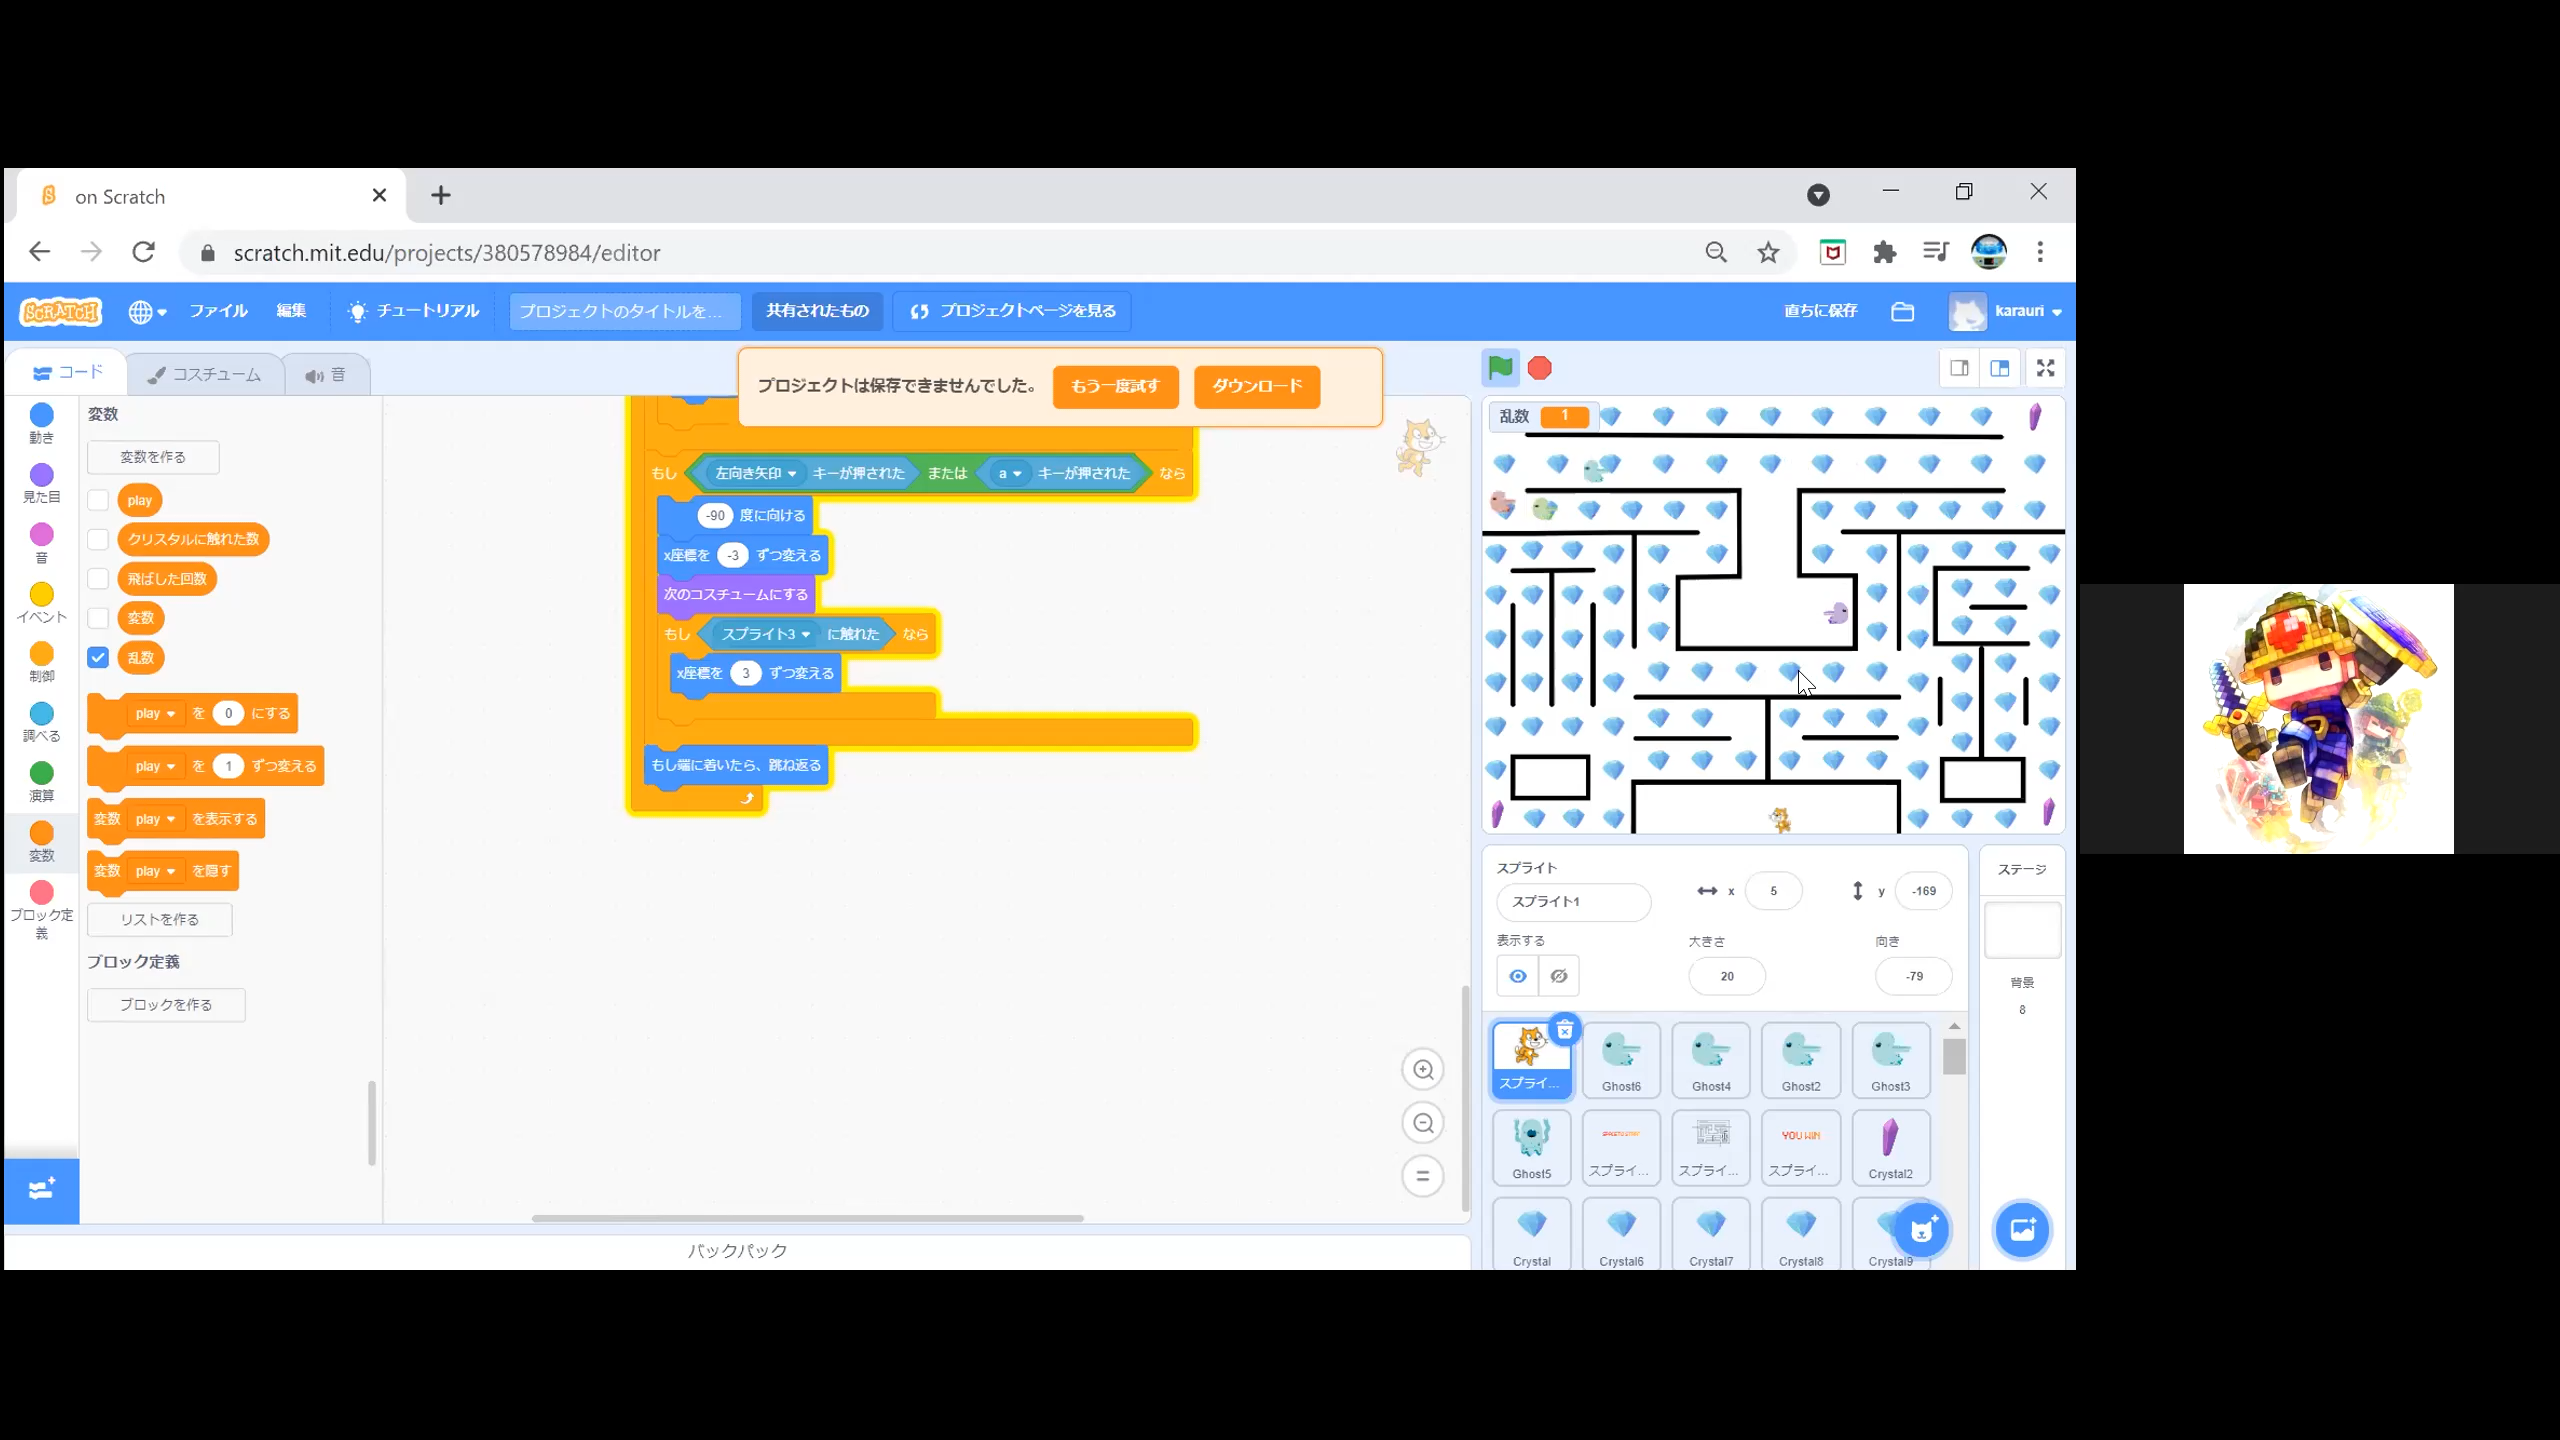 on Scratch
scratch.mit.edu/projects/380578984/editor
SCRATCH
ファイル
編集
チュートリアル
プロジェクトのタイトルを...
共有されたもの
プロジェクトページを見る
直ちに保存
karauri
コード
コスチューム
音
プロジェクトは保存できませんでした。
もう一度試す
ダウンロード
動き
見た目
音
イベント
制御
調べる
演算
変数
ブロック定義
変数
変数を作る
play
クリスタルに触れた数
飛ばした回数
変数
乱数
play を 0 にする
play を 1 ずつ変える
変数 play を表示する
変数 play を隠す
リストを作る
ブロック定義
ブロックを作る
もし 左向き矢印 キーが押された または a キーが押された なら
-90 度に向ける
x座標を -3 ずつ変える
次のコスチュームにする
もし スプライト3 に触れた なら
x座標を 3 ずつ変える
もし端に着いたら、跳ね返る
バックパック
乱数 1
スプライト
スプライト1
x 5
y -169
表示する
大きさ
20
向き
-79
ステージ
背景
8
スプライ...
Ghost6
Ghost4
Ghost2
Ghost3
Ghost5
スプライ...
スプライ...
YOU WIN
スプライ...
Crystal2
Crystal
Crystal6
Crystal7
Crystal8
Crystal9